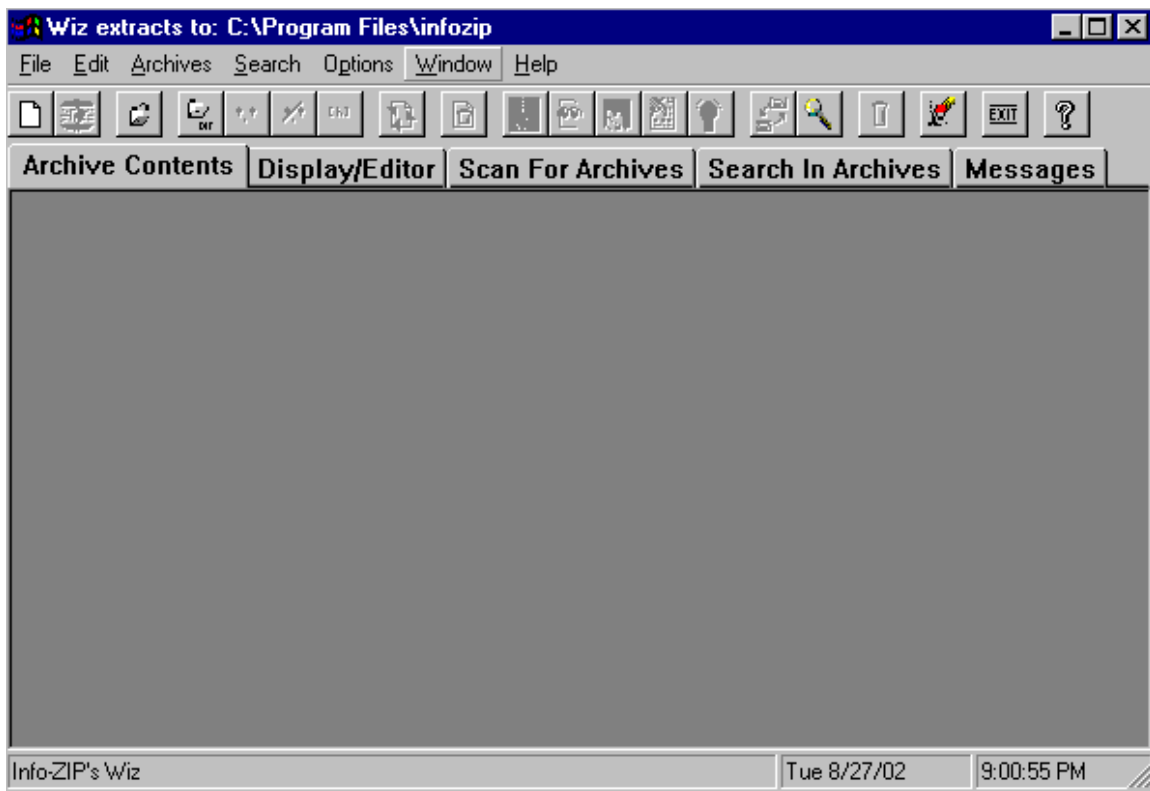 Wiz extracts to: C:\Program Files\infozip
File Edit Archives Search Options Window Help
DIR EXIT ?
Archive Contents Display/Editor Scan For Archives Search In Archives Messages
Info-ZIP's Wiz Tue 8/27/02 9:00:55 PM